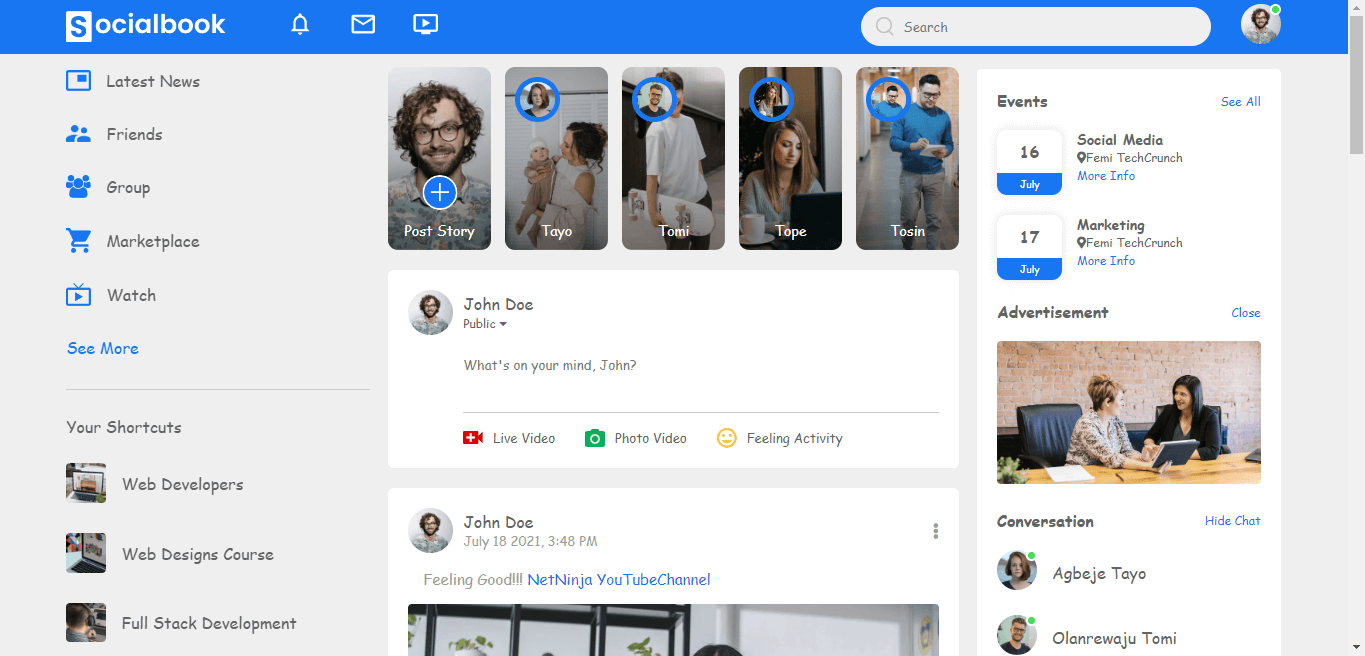 Socialbook
Search
Latest News
Friends
Group
Marketplace
Watch
See More
Your Shortcuts
Web Developers
Web Designs Course
Full Stack Development
Post Story
Tayo
Tomi
Tope
Tosin
John Doe
Public
What's on your mind, John?
Live Video
Photo Video
Feeling Activity
John Doe
July 18 2021, 3:48 PM
Feeling Good!!! NetNinja YouTubeChannel
Events
See All
16
July
Social Media
Femi TechCrunch
More Info
17
July
Marketing
Femi TechCrunch
More Info
Advertisement
Close
Conversation
Hide Chat
Agbeje Tayo
Olanrewaju Tomi